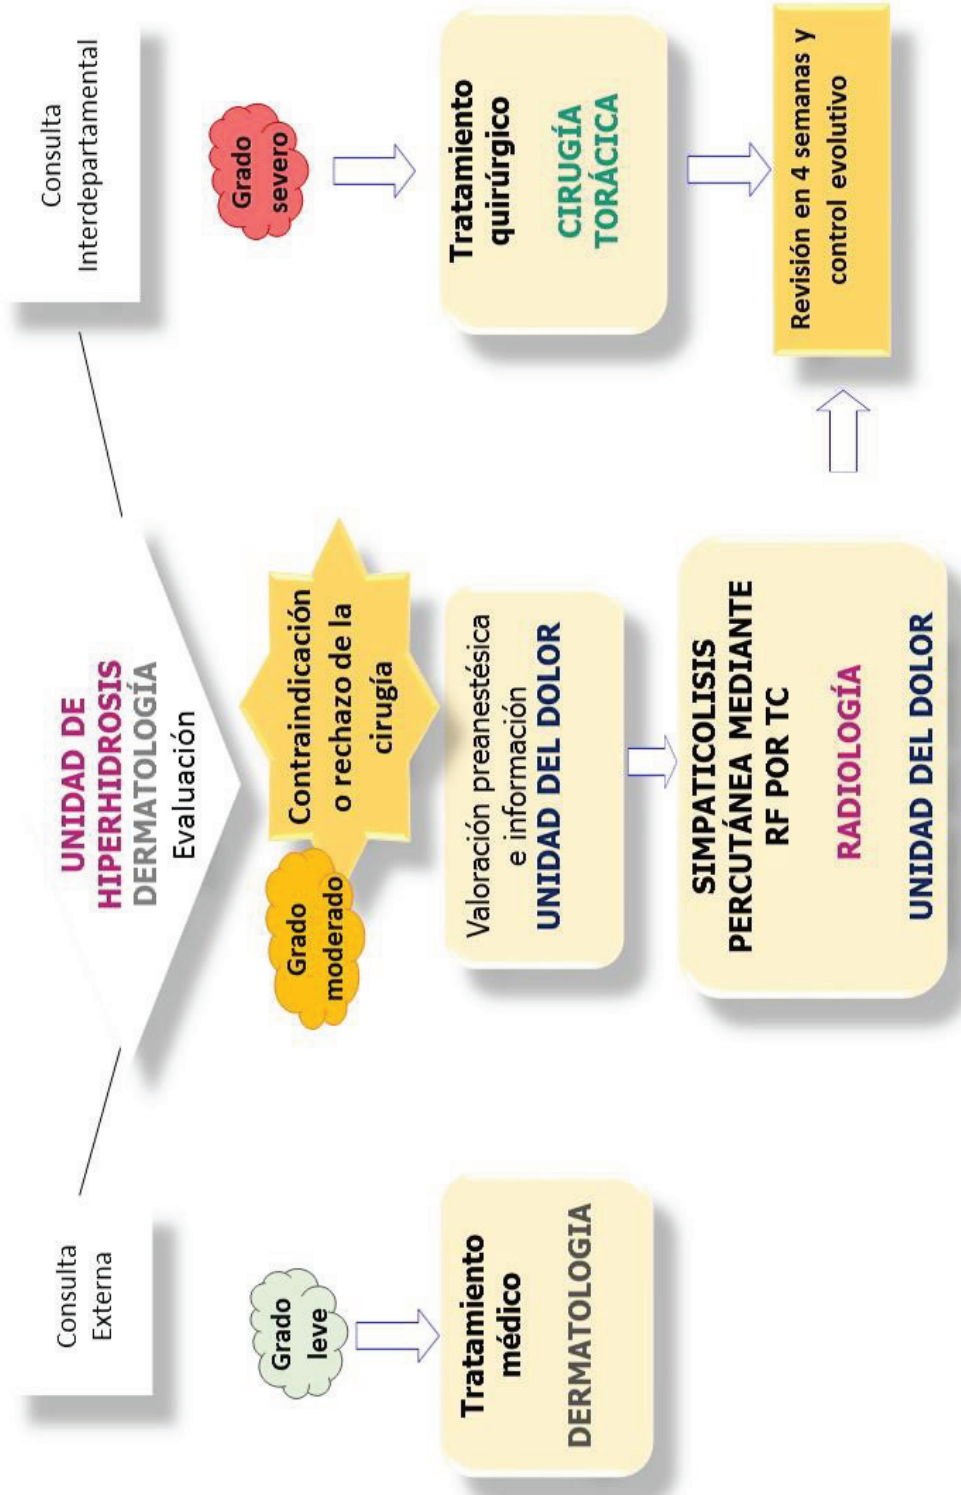 Consulta
Externa
UNIDAD DE
HIPERHIDROSIS
DERMATOLOGÍA
Evaluación
Consulta
Interdepartamental
Grado
leve
Tratamiento
médico
DERMATOLOGIA
Grado
moderado
Contraindicación
o rechazo de la
cirugía
Valoración preanestésica
e información
UNIDAD DEL DOLOR
SIMPATICOLISIS
PERCUTÁNEA MEDIANTE
RF POR TC
RADIOLOGÍA
UNIDAD DEL DOLOR
Grado
severo
Tratamiento
quirúrgico
CIRUGÍA
TORÁCICA
Revisión en 4 semanas y
control evolutivo